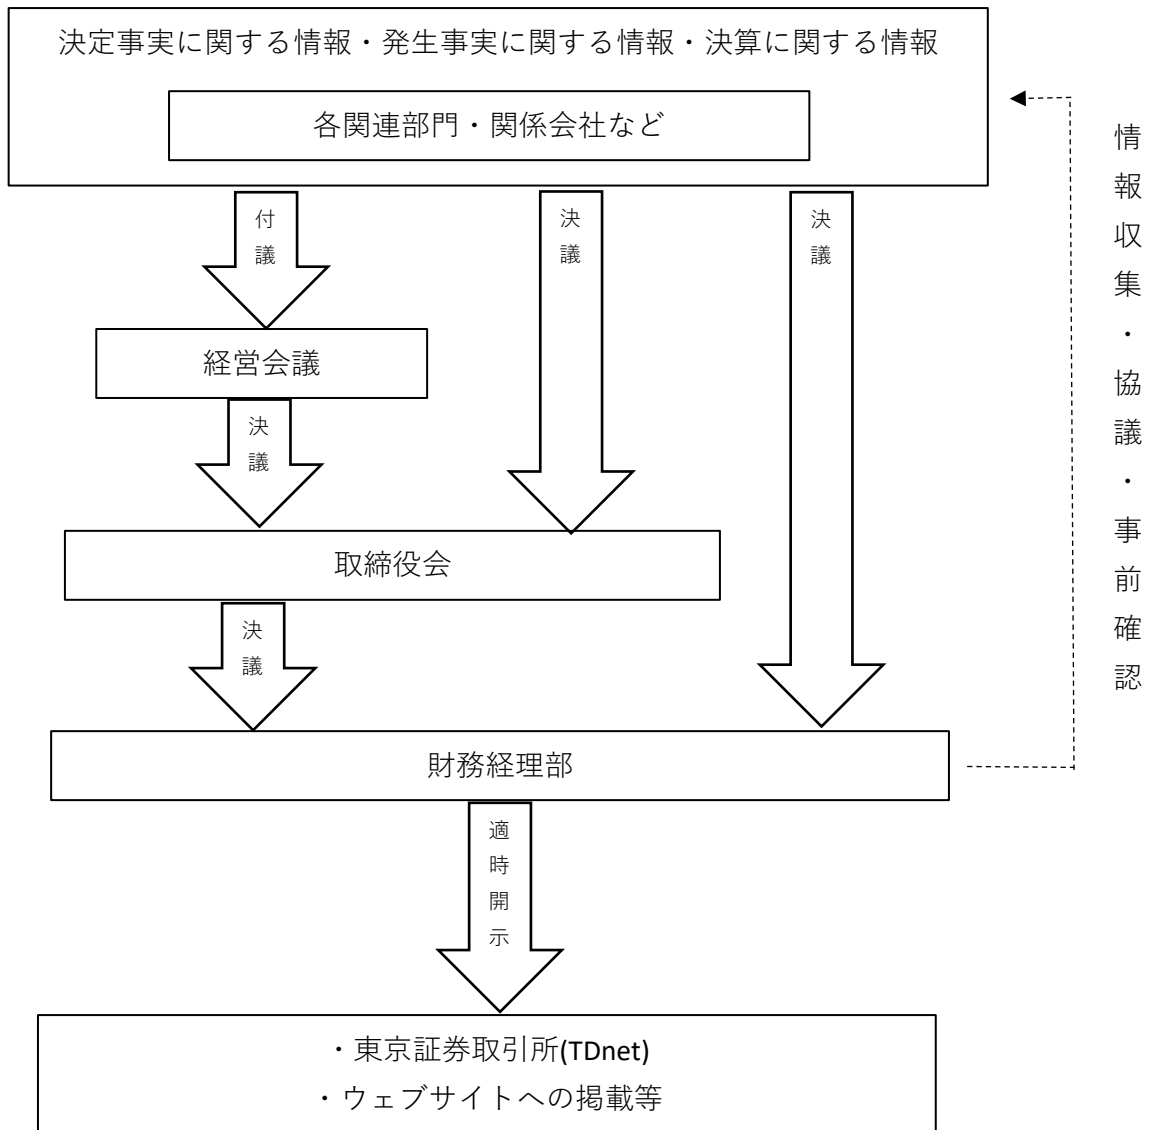 決定事実に関する情報・発生事実に関する情報・決算に関する情報
各関連部門・関係会社など
付議
決議
決議
経営会議
決議
取締役会
決議
財務経理部
適時開示
・東京証券取引所(TDnet)
・ウェブサイトへの掲載等
情報収集・協議・事前確認